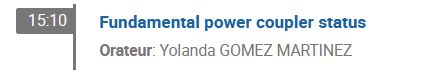 15:10 Fundamental power coupler status
Orateur: Yolanda GOMEZ MARTINEZ